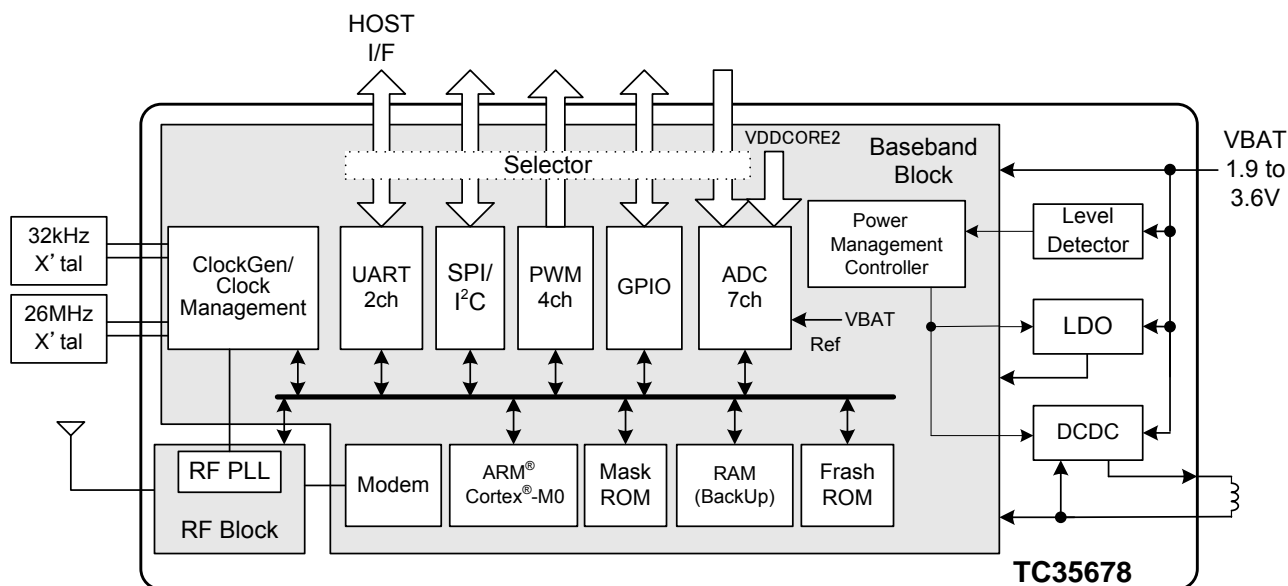 HOST
I/F
VDDCORE2
Selector
Baseband
Block
VBAT
1.9 to
3.6V
32kHz
X' tal
26MHz
X' tal
ClockGen/
Clock
Management
UART
2ch
SPI/
I²C
PWM
4ch
GPIO
ADC
7ch
Power
Management
Controller
Level
Detector
VBAT
Ref
LDO
DCDC
RF PLL
RF Block
Modem
ARM®
Cortex®-M0
Mask
ROM
RAM
(BackUp)
Frash
ROM
TC35678